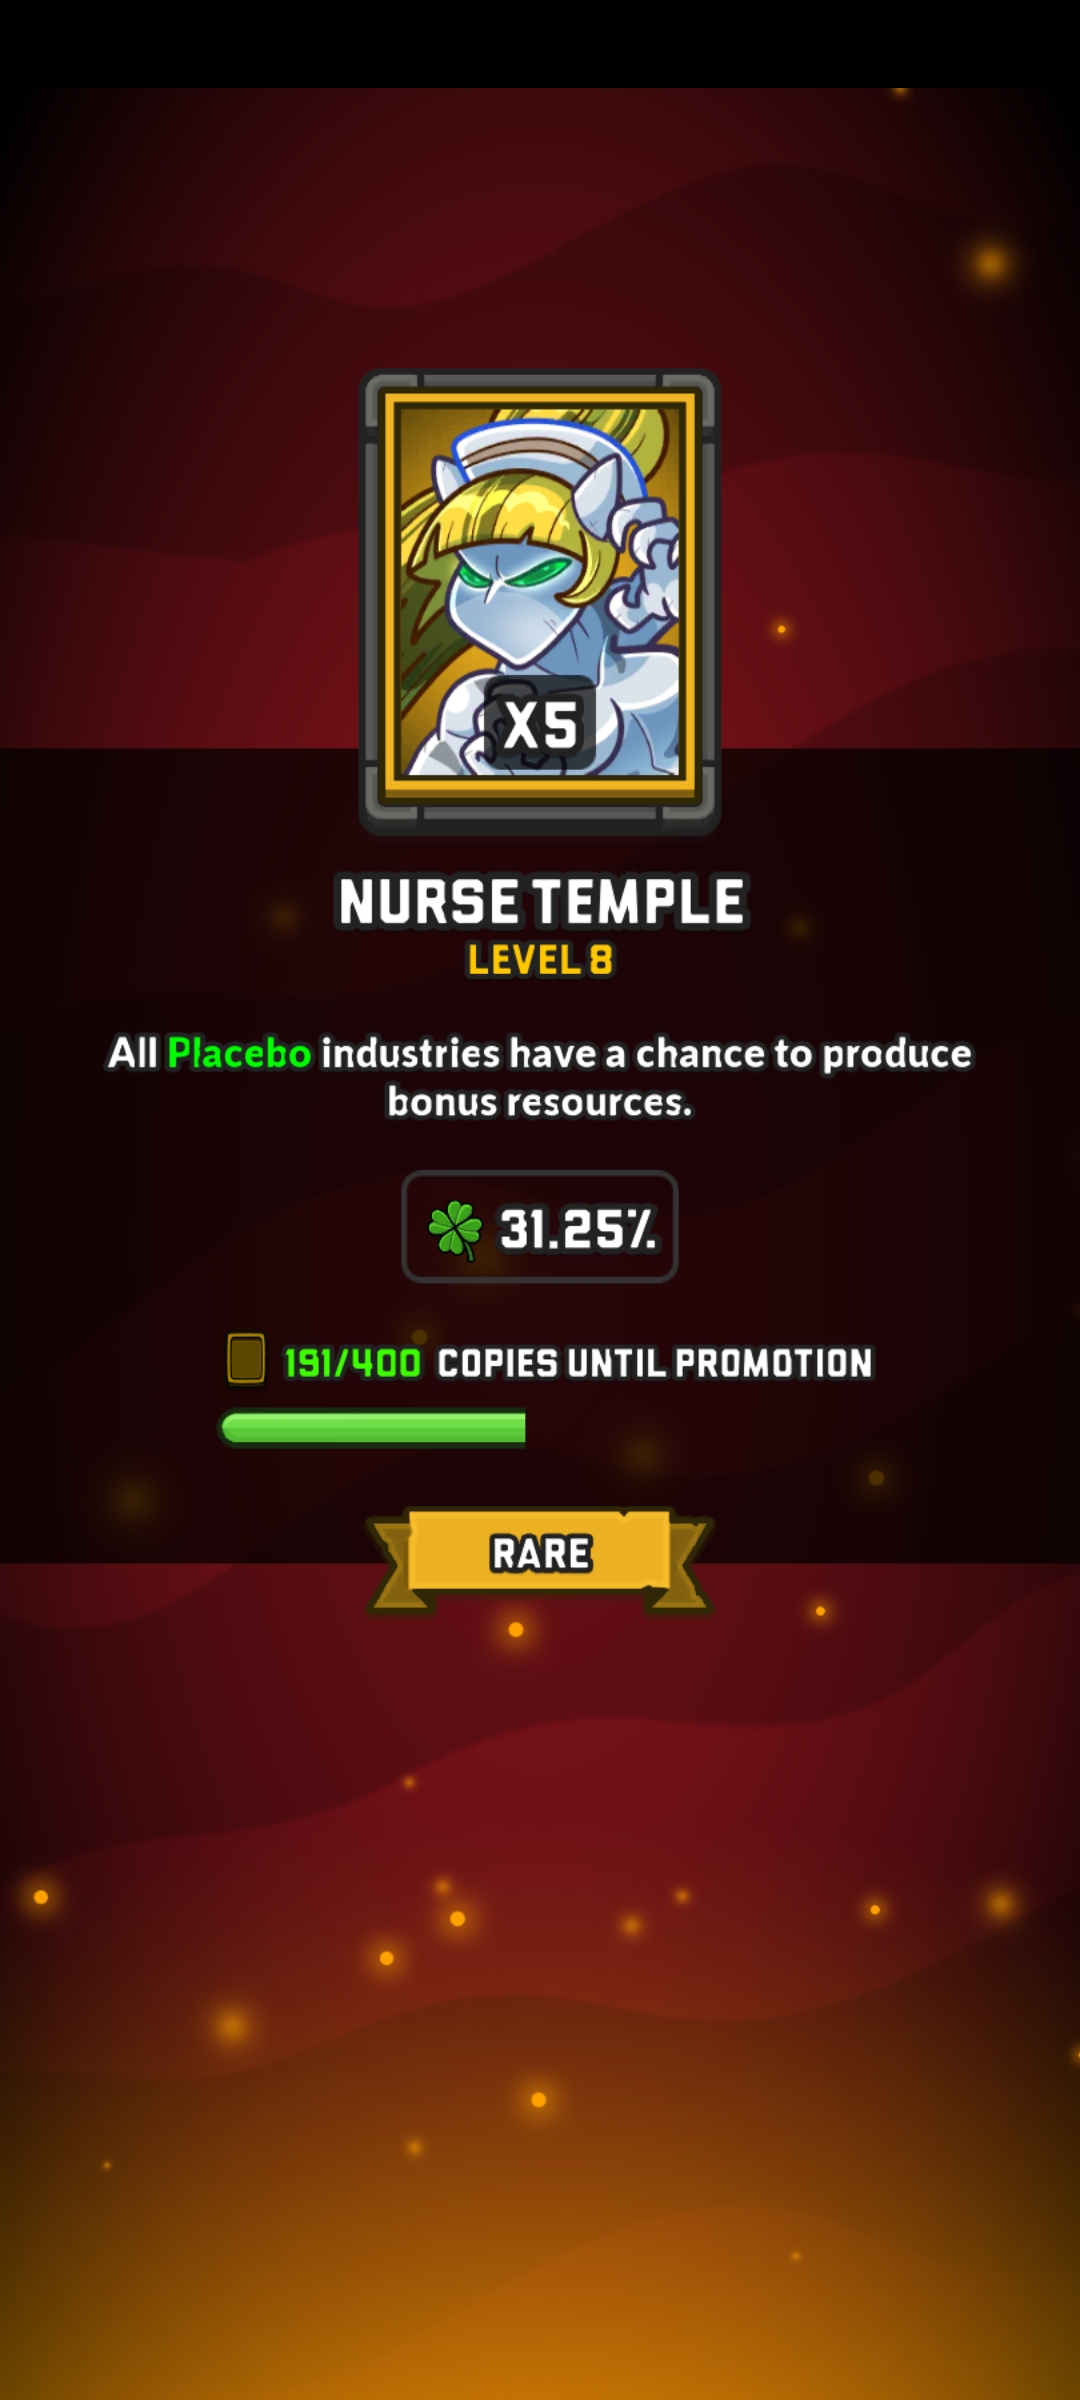 X5
NURSE TEMPLE
LEVEL 8
All Placebo industries have a chance to produce
bonus resources.
31.25%
191/400 COPIES UNTIL PROMOTION
RARE